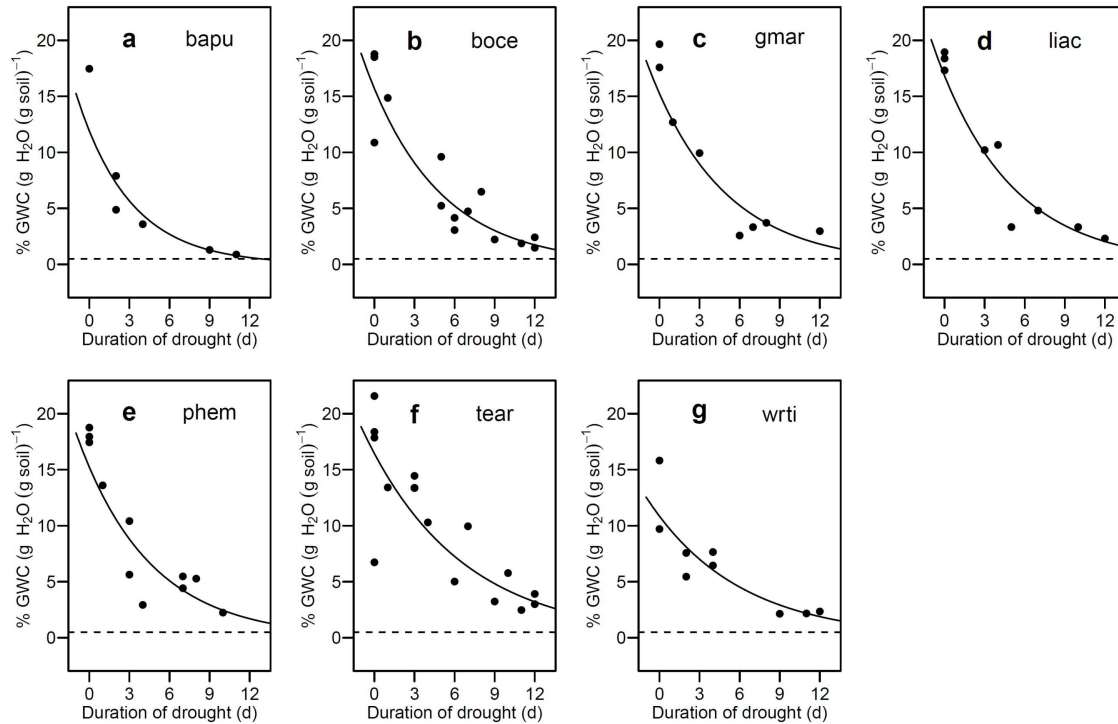 a bapu
% GWC (g H₂O (g soil)⁻¹)
20
15
10
5
0
0 3 6 9 12
Duration of drought (d)
b boce
% GWC (g H₂O (g soil)⁻¹)
20
15
10
5
0
0 3 6 9 12
Duration of drought (d)
c gmar
% GWC (g H₂O (g soil)⁻¹)
20
15
10
5
0
0 3 6 9 12
Duration of drought (d)
d liac
% GWC (g H₂O (g soil)⁻¹)
20
15
10
5
0
0 3 6 9 12
Duration of drought (d)
e phem
% GWC (g H₂O (g soil)⁻¹)
20
15
10
5
0
0 3 6 9 12
Duration of drought (d)
f tear
% GWC (g H₂O (g soil)⁻¹)
20
15
10
5
0
0 3 6 9 12
Duration of drought (d)
g wrti
% GWC (g H₂O (g soil)⁻¹)
20
15
10
5
0
0 3 6 9 12
Duration of drought (d)